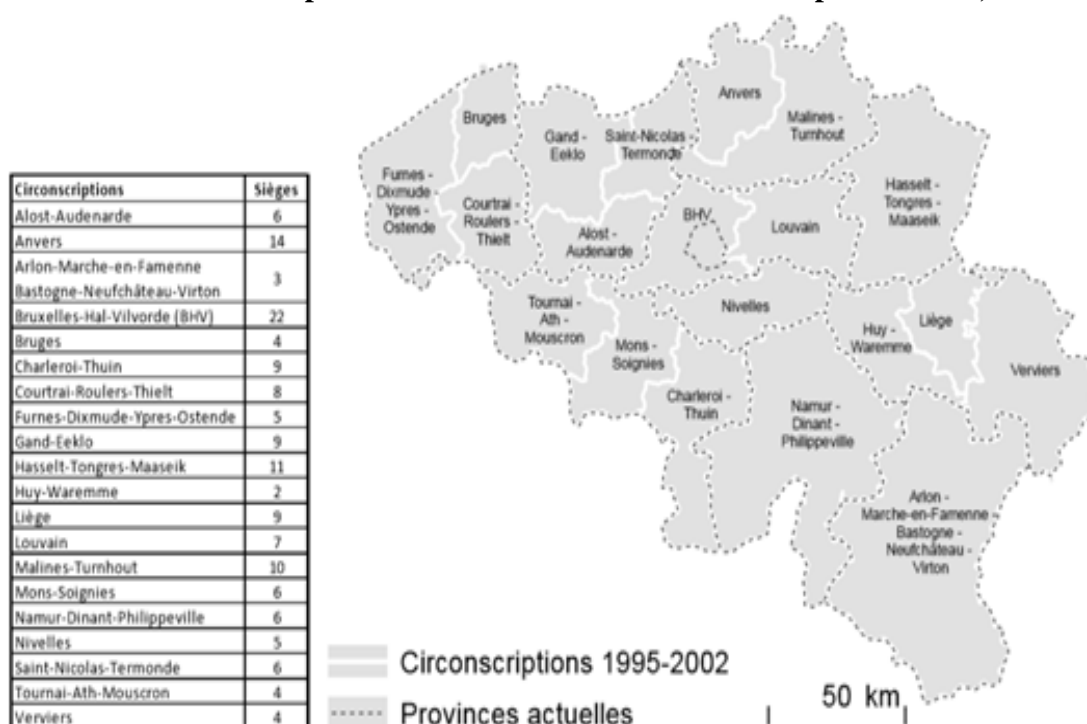 Circonscriptions Sièges
Alost-Audenarde 6
Anvers 14
Arlon-Marche-en-Famenne
Bastogne-Neufchâteau-Virton 3
Bruxelles-Hal-Vilvorde (BHV) 22
Bruges 4
Charleroi-Thuin 9
Courtrai-Roulers-Thielt 8
Furnes-Dixmude-Ypres-Ostende 5
Gand-Eeklo 9
Hasselt-Tongres-Maaseik 11
Huy-Waremme 2
Liège 9
Louvain 7
Malines-Turnhout 10
Mons-Soignies 6
Namur-Dinant-Philippeville 6
Nivelles 5
Saint-Nicolas-Termonde 6
Tournai-Ath-Mouscron 4
Verviers 4
Bruges
Furnes -
Dixmude
Ypres -
Ostende
Courtrai -
Roulers -
Thielt
Gand -
Eeklo
Saint-Nicolas -
Termonde
Alost -
Audenarde
Anvers
Malines -
Turnhout
BHV
Louvain
Hasselt -
Tongres -
Maaseik
Tournai -
Ath -
Mouscron
Mons -
Soignies
Nivelles
Charleroi -
Thuin
Namur -
Dinant -
Philippeville
Huy -
Waremme
Liège
Verviers
Arlon -
Marche-en-Famenne -
Bastogne -
Neufchâteau -
Virton
Circonscriptions 1995-2002
Provinces actuelles
50 km